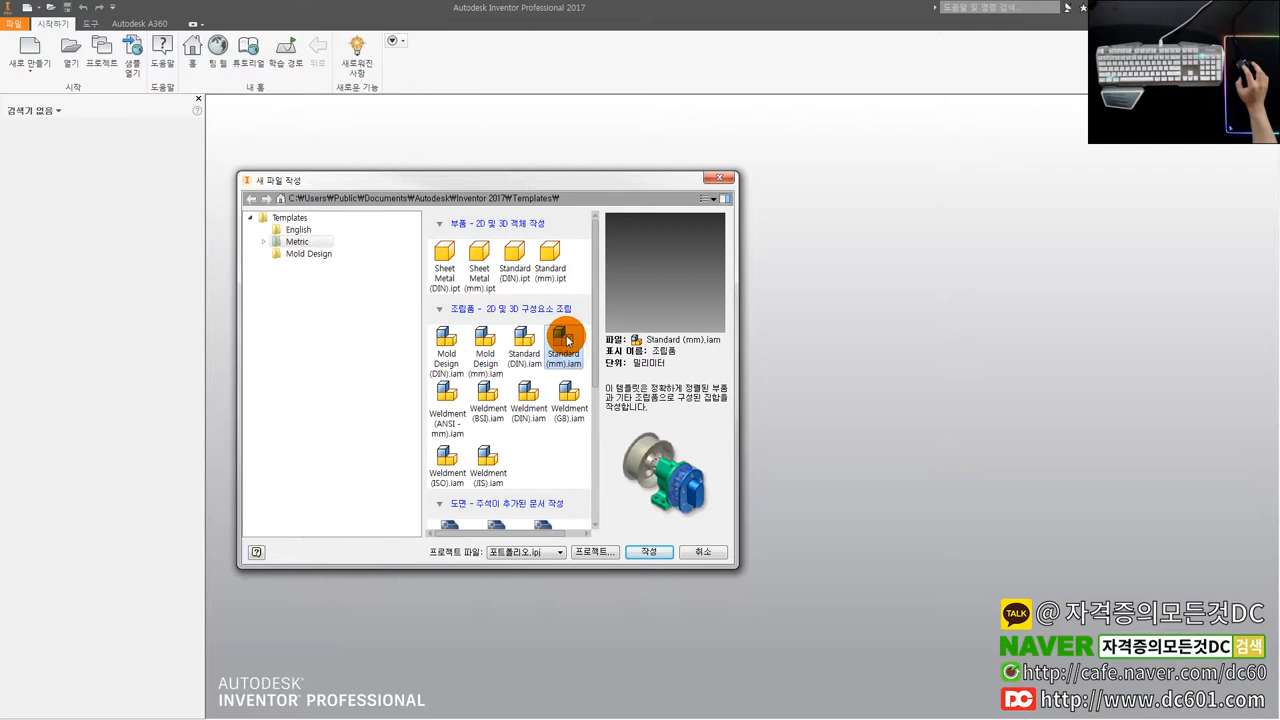 Autodesk Inventor Professional 2017
도움말 및 명령 검색...
파일
시작하기
도구
Autodesk A360
새로 만들기
열기
프로젝트
샘플
열기
도움말
홈
팀 웹
튜토리얼
학습 경로
뒤로
새로워진
사항
시작
내 홈
새로운 기능
검색기 없음
새 파일 작성
C:₩Users₩Public₩Documents₩Autodesk₩Inventor 2017₩Templates₩
Templates
English
Metric
Mold Design
부품 - 2D 및 3D 객체 작성
Sheet
Metal
(DIN).ipt
Sheet
Metal
(mm).ipt
Standard
(DIN).ipt
Standard
(mm).ipt
조립품 - 2D 및 3D 구성요소 조립
Mold
Design
(DIN).iam
Mold
Design
(mm).iam
Standard
(DIN).iam
Standard
(mm).iam
Weldment
(ANSI -
mm).iam
Weldment
(BSI).iam
Weldment
(DIN).iam
Weldment
(GB).iam
Weldment
(ISO).iam
Weldment
(JIS).iam
도면 - 주석이 추가된 문서 작성
파일: Standard (mm).iam
표시 이름: 조립품
단위: 밀리미터
이 템플릿은 정확하게 정렬된 부품
과 기타 조립품으로 구성된 집합을
작성합니다.
프로젝트 파일:
포트폴리오.ipj
프로젝트...
작성
취소
AUTODESK®
INVENTOR® PROFESSIONAL
TALK @ 자격증의모든것DC
NAVER 자격증의모든것DC 검색
http://cafe.naver.com/dc60
DC http://www.dc601.com